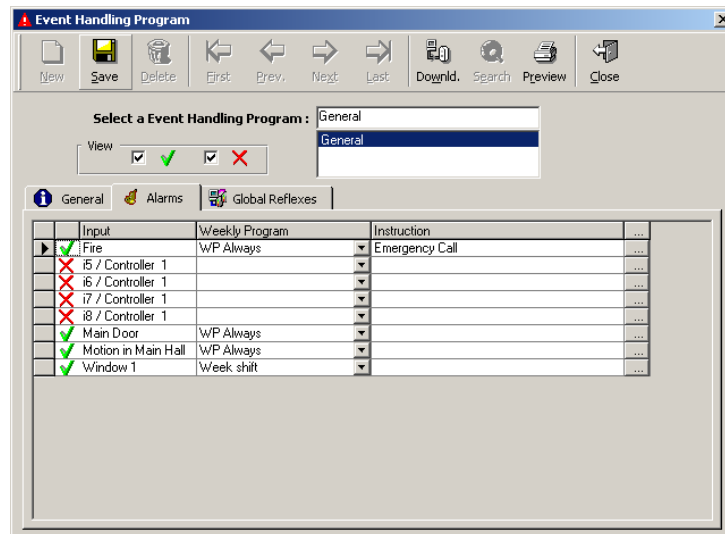 Event Handling Program
New Save Delete First Prev. Next Last Downld. Search Preview Close
Select a Event Handling Program : General
General
View
General Alarms Global Reflexes
Input Weekly Program Instruction ...
Fire WP Always Emergency Call ...
i5 / Controller 1 ...
i6 / Controller 1 ...
i7 / Controller 1 ...
i8 / Controller 1 ...
Main Door WP Always ...
Motion in Main Hall WP Always ...
Window 1 Week shift ...